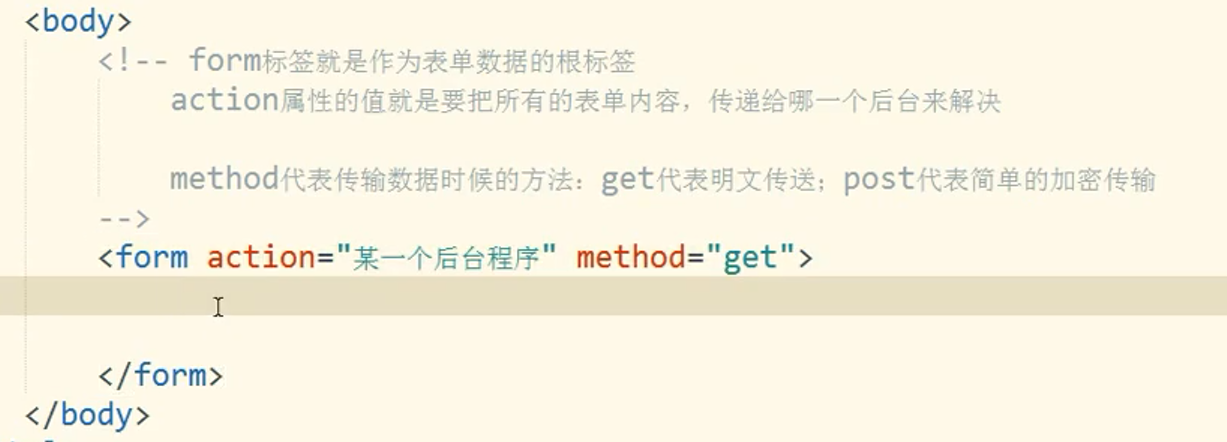 <body>
<!-- form标签就是作为表单数据的根标签
action属性的值就是要把所有的表单内容，传递给哪一个后台来解决
method代表传输数据时候的方法：get代表明文传送；post代表简单的加密传输
-->
<form action="某一个后台程序" method="get">
</form>
</body>